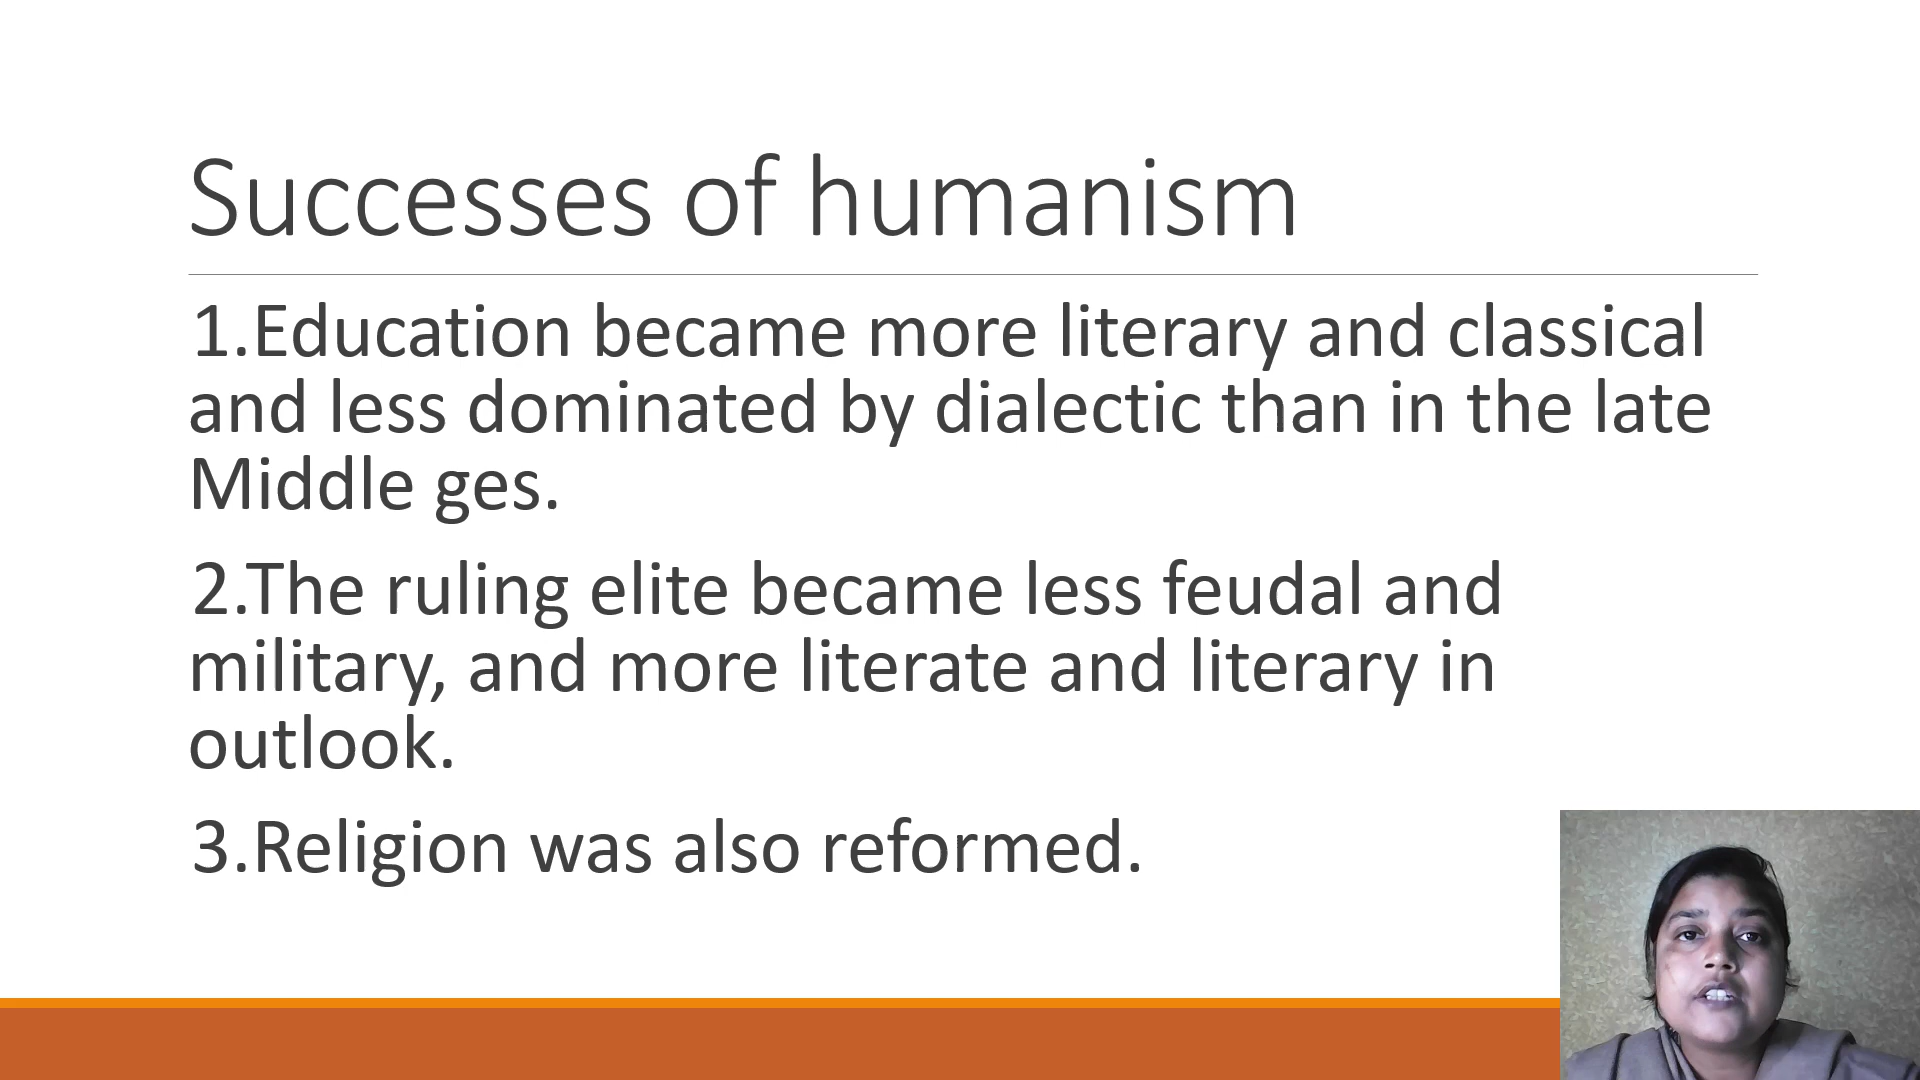 Successes of humanism
1.Education became more literary and classical
and less dominated by dialectic than in the late
Middle ges.
2.The ruling elite became less feudal and
military, and more literate and literary in
outlook.
3.Religion was also reformed.